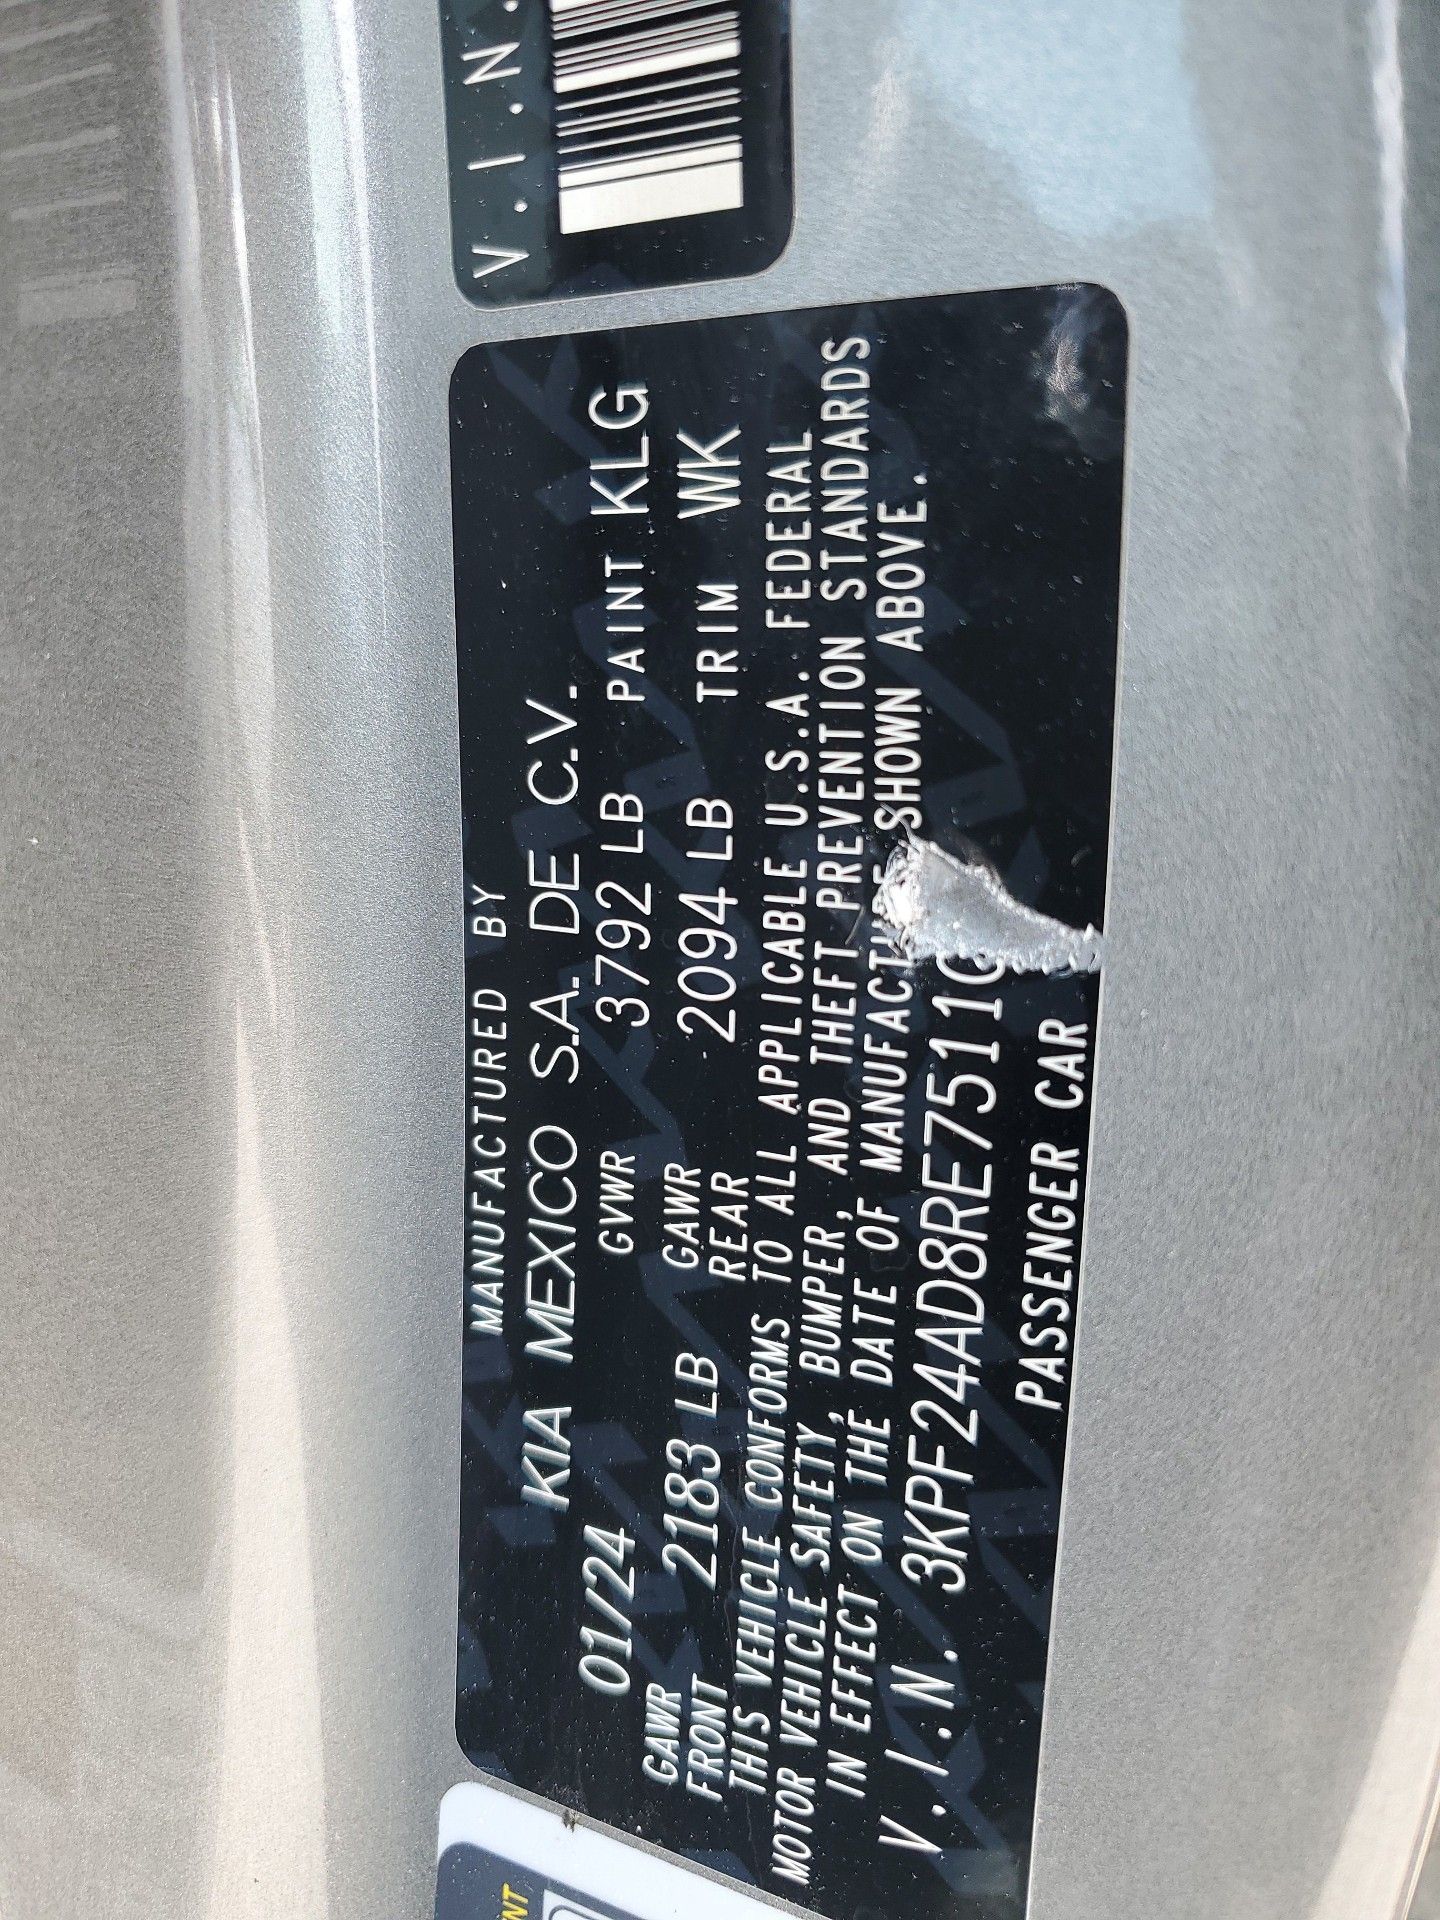 MANUFACTURED BY
KIA MEXICO S.A. DE C.V.
01/24 GVWR 3792 LB PAINT KLG
GAWR FRONT 2183 LB GAWR REAR 2094 LB TRIM WK
THIS VEHICLE CONFORMS TO ALL APPLICABLE U.S.A. FEDERAL
MOTOR VEHICLE SAFETY, BUMPER, AND THEFT PREVENTION STANDARDS
IN EFFECT ON THE DATE OF MANUFACTURE SHOWN ABOVE.
V.I.N. 3KPF24AD8RE7511
PASSENGER CAR
V.I.N.